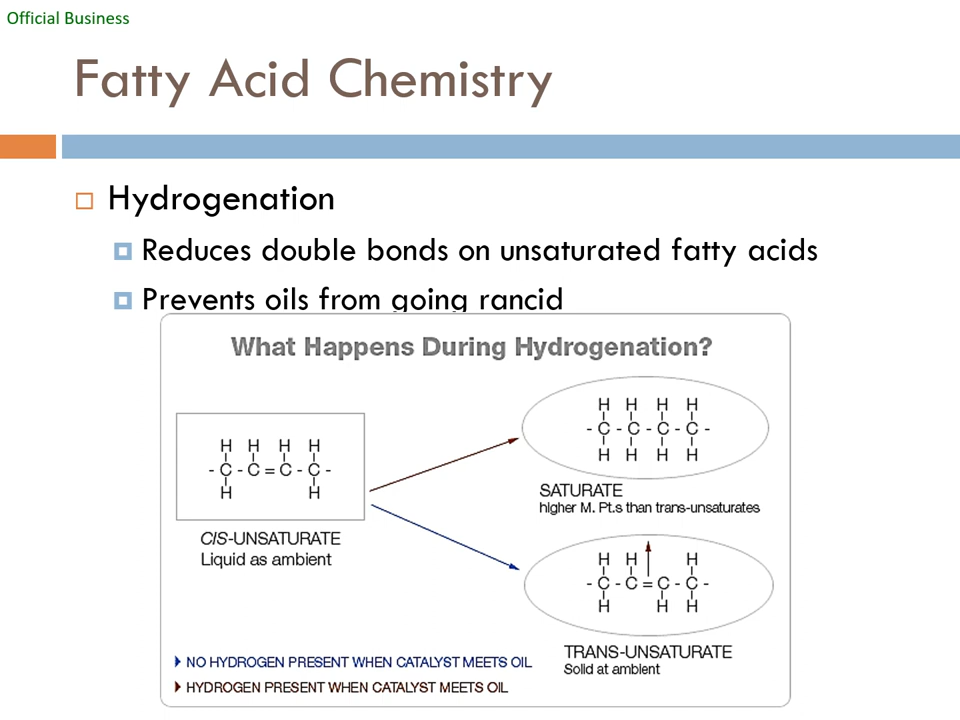 Official Business
Fatty Acid Chemistry
Hydrogenation
Reduces double bonds on unsaturated fatty acids
Prevents oils from going rancid
What Happens During Hydrogenation?
H H H H
- C - C = C - C -
H H
CIS-UNSATURATE
Liquid as ambient
H H H H
- C - C - C - C -
H H H H
SATURATE
higher M. Pt.s than trans-unsaturates
H H H
- C - C = C - C -
H H H
TRANS-UNSATURATE
Solid at ambient
NO HYDROGEN PRESENT WHEN CATALYST MEETS OIL
HYDROGEN PRESENT WHEN CATALYST MEETS OIL